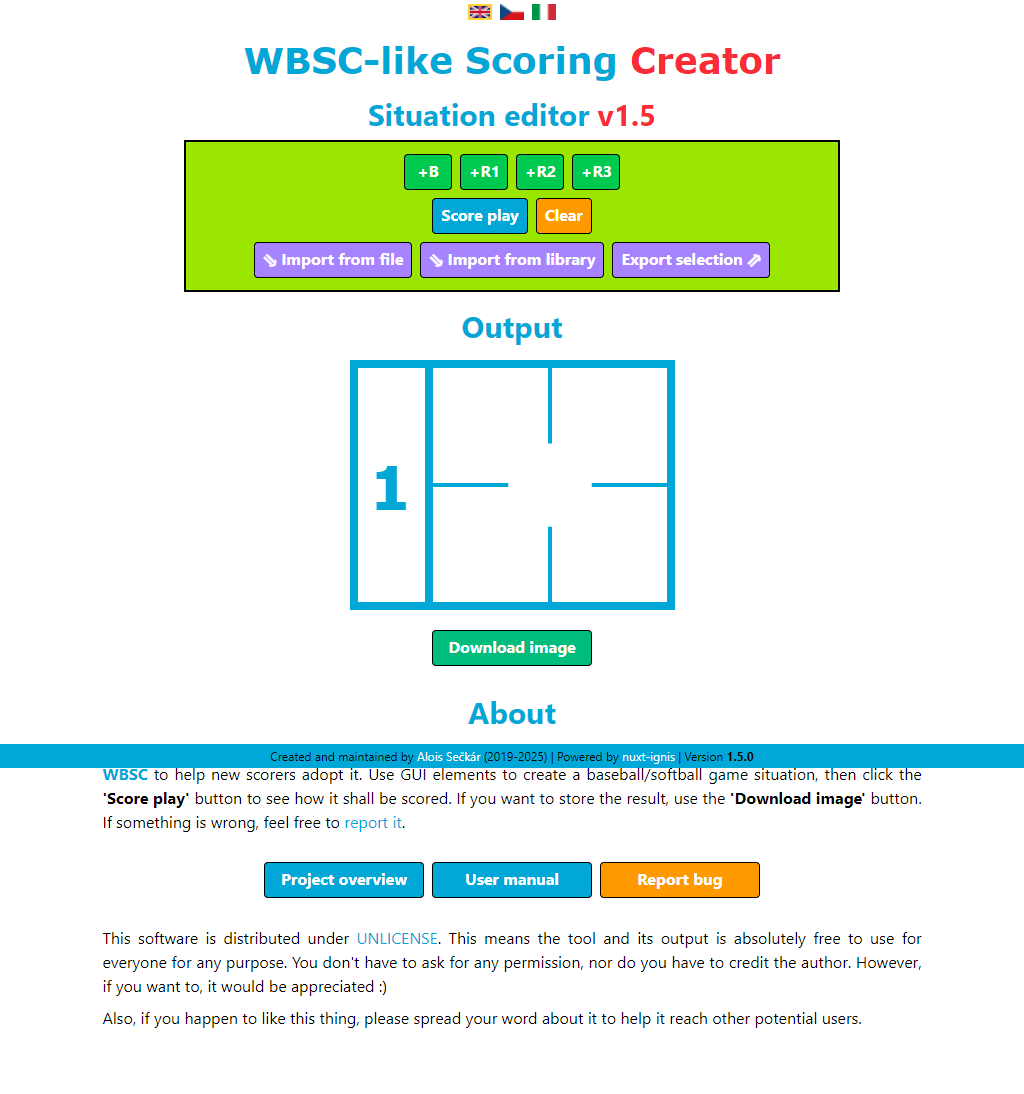 WBSC-like Scoring Creator
Situation editor v1.5
+B +R1 +R2 +R3
Score play Clear
⇘ Import from file ⇘ Import from library Export selection ⇗
Output
1
Download image
About
Created and maintained by Alois Sečkár (2019-2025) | Powered by nuxt-ignis | Version 1.5.0
WBSC to help new scorers adopt it. Use GUI elements to create a baseball/softball game situation, then click the
'Score play' button to see how it shall be scored. If you want to store the result, use the 'Download image' button.
If something is wrong, feel free to report it.
Project overview User manual Report bug
This software is distributed under UNLICENSE. This means the tool and its output is absolutely free to use for
everyone for any purpose. You don't have to ask for any permission, nor do you have to credit the author. However,
if you want to, it would be appreciated :)
Also, if you happen to like this thing, please spread your word about it to help it reach other potential users.